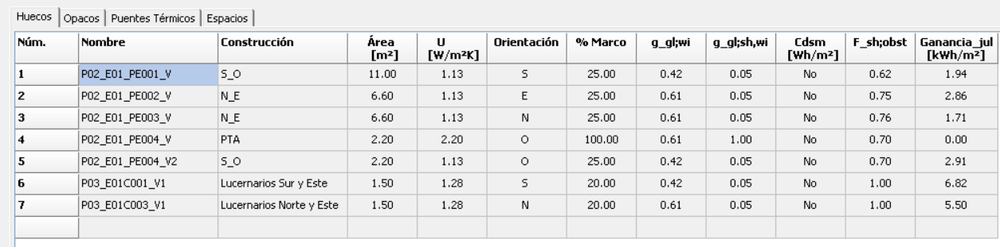 Huecos Opacos Puentes Térmicos Espacios
Núm. Nombre Construcción Área [m²] U [W/m²K] Orientación % Marco g_gl;wi g_gl;sh,wi Cdsm [Wh/m²] F_sh;obst Ganancia_jul [kWh/m²]
1 P02_E01_PE001_V S_O 11.00 1.13 S 25.00 0.42 0.05 No 0.62 1.94
2 P02_E01_PE002_V N_E 6.60 1.13 E 25.00 0.61 0.05 No 0.75 2.86
3 P02_E01_PE003_V N_E 6.60 1.13 N 25.00 0.61 0.05 No 0.76 1.71
4 P02_E01_PE004_V PTA 2.20 2.20 O 100.00 0.61 1.00 No 0.70 0.00
5 P02_E01_PE004_V2 S_O 2.20 1.13 O 25.00 0.42 0.05 No 0.70 2.91
6 P03_E01C001_V1 Lucernarios Sur y Este 1.50 1.28 S 20.00 0.42 0.05 No 1.00 6.82
7 P03_E01C003_V1 Lucernarios Norte y Este 1.50 1.28 N 20.00 0.61 0.05 No 1.00 5.50